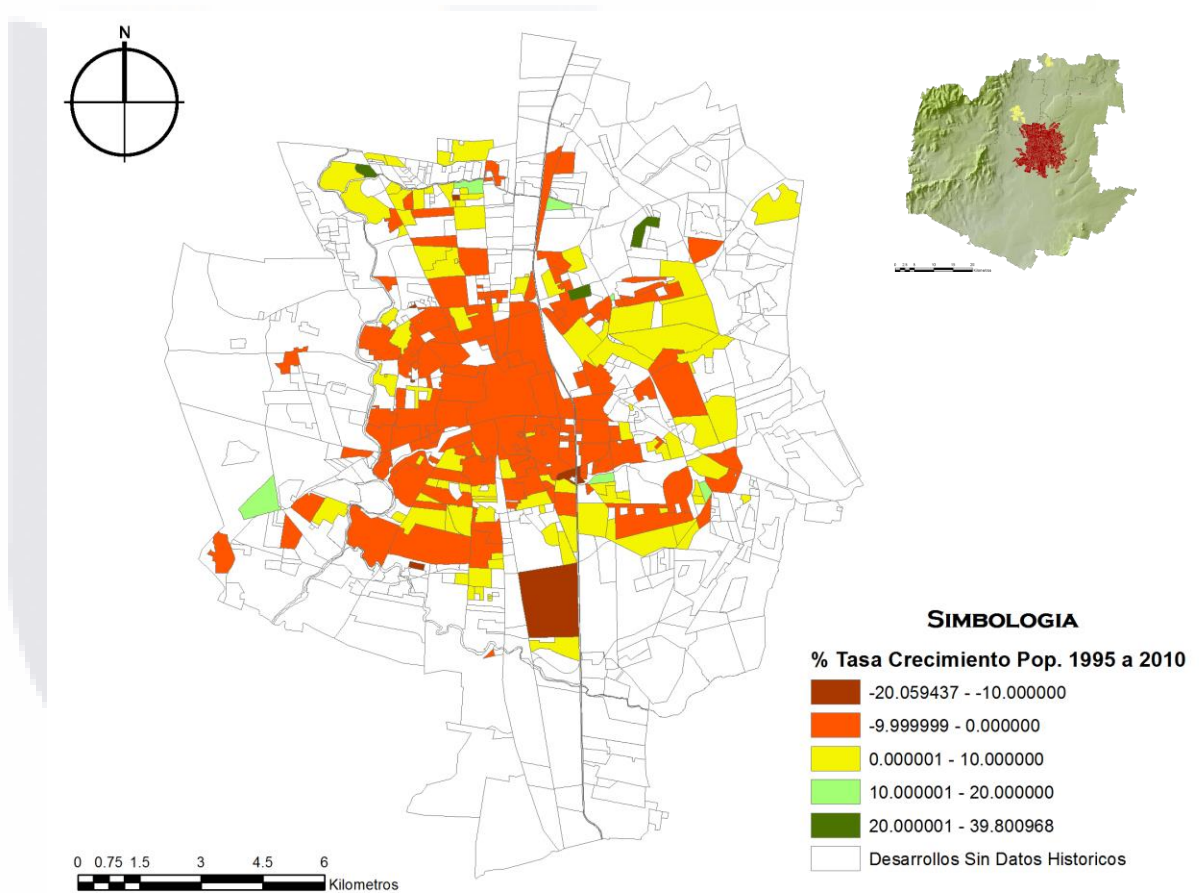 N
SIMBOLOGIA
% Tasa Crecimiento Pop. 1995 a 2010
-20.059437 - -10.000000
-9.999999 - 0.000000
0.000001 - 10.000000
10.000001 - 20.000000
20.000001 - 39.800968
Desarrollos Sin Datos Historicos
0 0.75 1.5 3 4.5 6
Kilometros